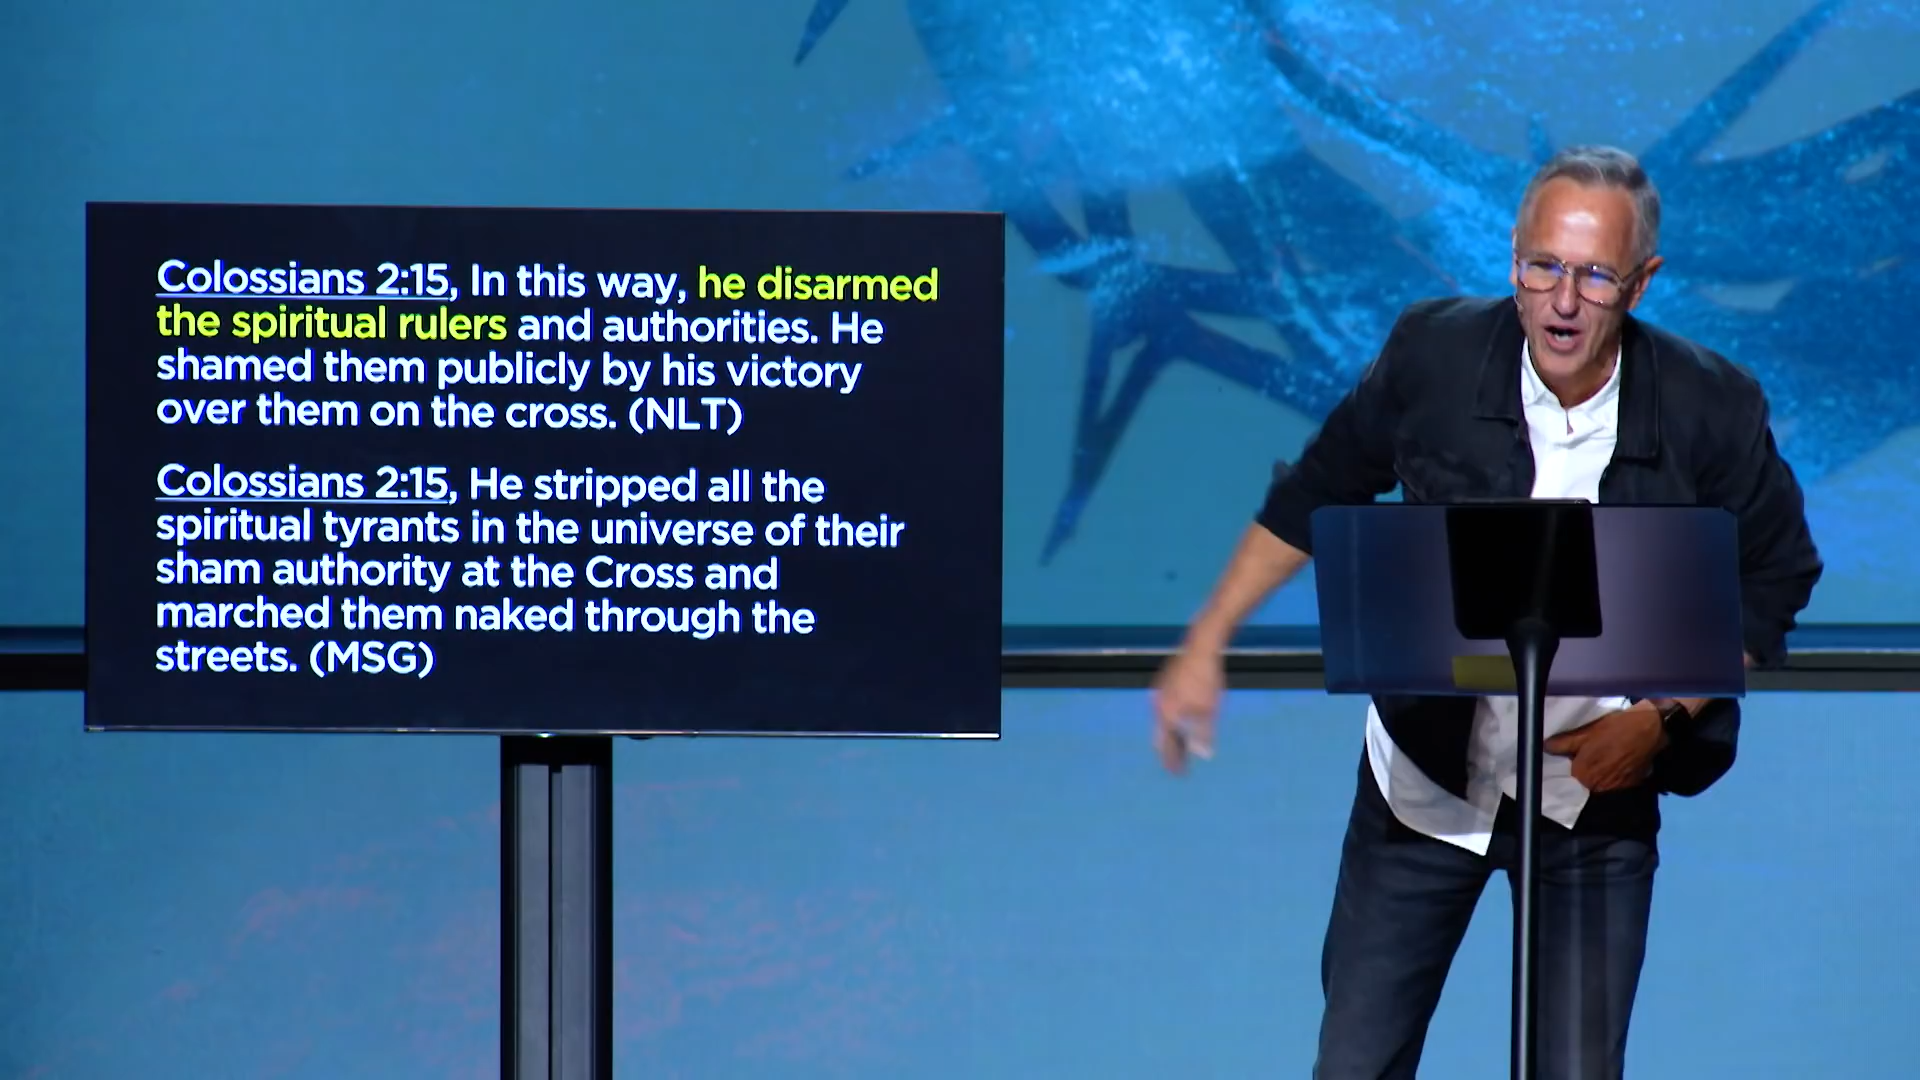 Colossians 2:15, In this way, he disarmed
the spiritual rulers and authorities. He
shamed them publicly by his victory
over them on the cross. (NLT)
Colossians 2:15, He stripped all the
spiritual tyrants in the universe of their
sham authority at the Cross and
marched them naked through the
streets. (MSG)